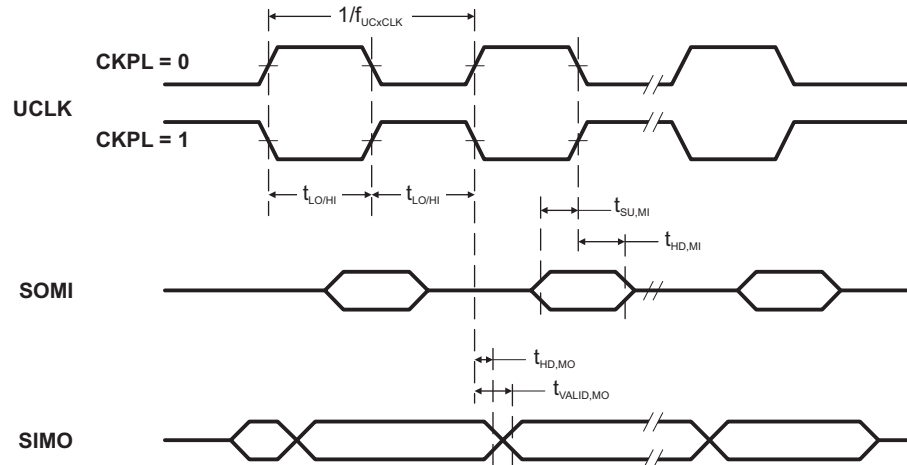 1/fUCxCLK
CKPL = 0
UCLK
CKPL = 1
tLO/HI tLO/HI
tSU,MI
tHD,MI
SOMI
tHD,MO
tVALID,MO
SIMO